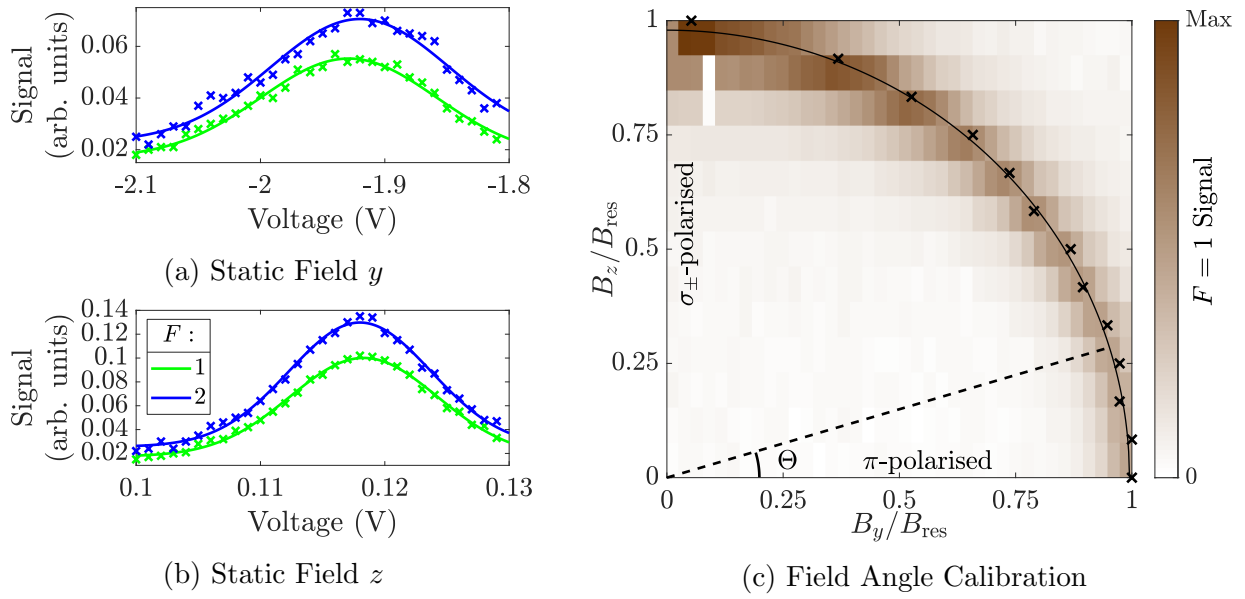 Signal
(arb. units)
0.06
0.04
0.02
-2.1
-2
-1.9
-1.8
Voltage (V)
(a) Static Field y
Signal
(arb. units)
0.14
0.12
0.1
0.08
0.06
0.04
0.02
F :
1
2
0.1
0.11
0.12
0.13
Voltage (V)
(b) Static Field z
B_z/B_res
1
0.75
0.5
0.25
0
σ±-polarised
Θ
π-polarised
0
0.25
0.5
0.75
1
B_y/B_res
Max
0
F = 1 Signal
(c) Field Angle Calibration